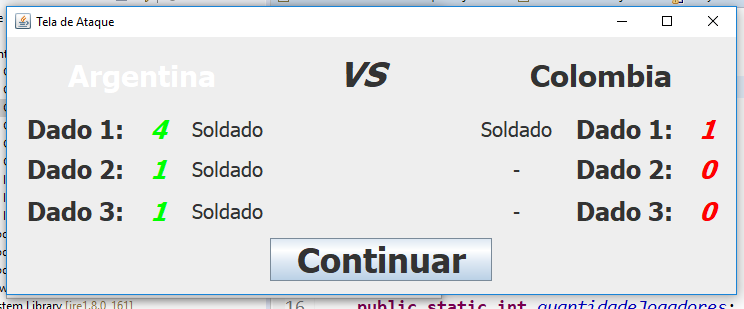 Tela de Ataque
Argentina VS Colombia
Dado 1: 4 Soldado Soldado Dado 1: 1
Dado 2: 1 Soldado - Dado 2: 0
Dado 3: 1 Soldado - Dado 3: 0
Continuar
stem Library [jre1.8.0_161] 16 public static int quantidadeJogadores;